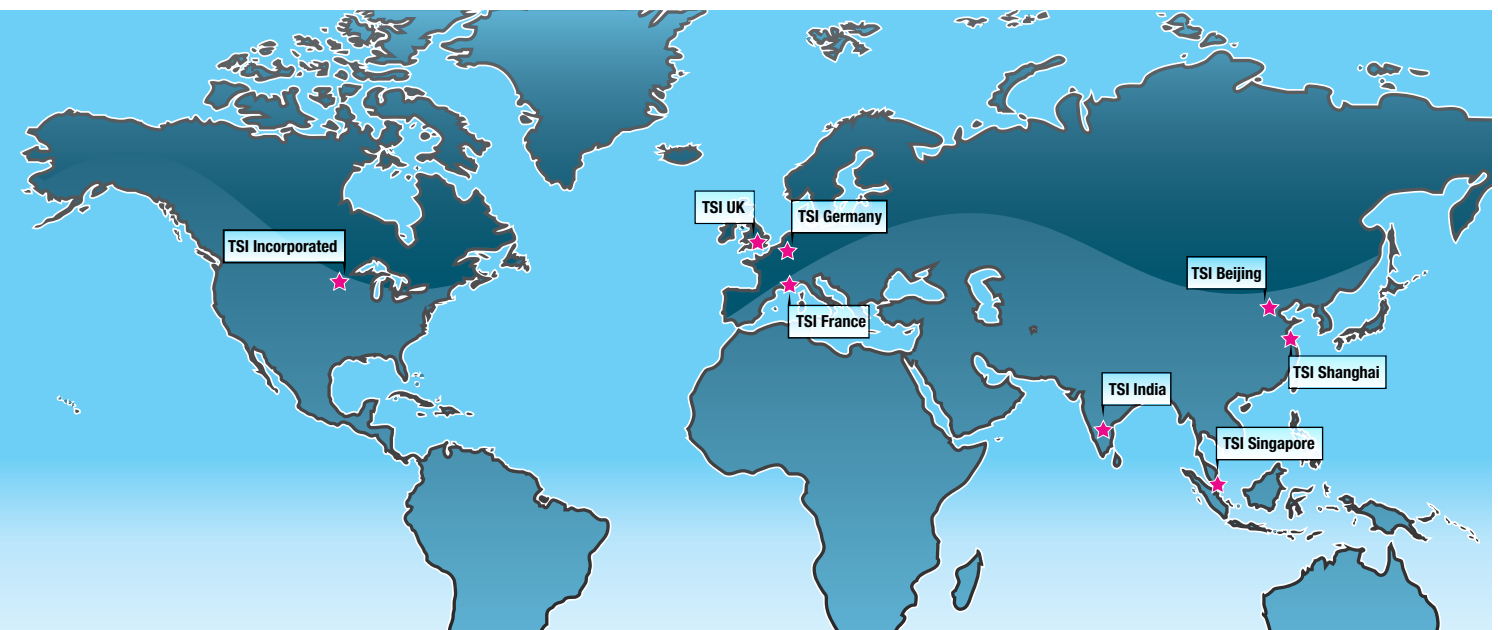 TSI UK
TSI Germany
TSI Incorporated
TSI Beijing
TSI France
TSI Shanghai
TSI India
TSI Singapore